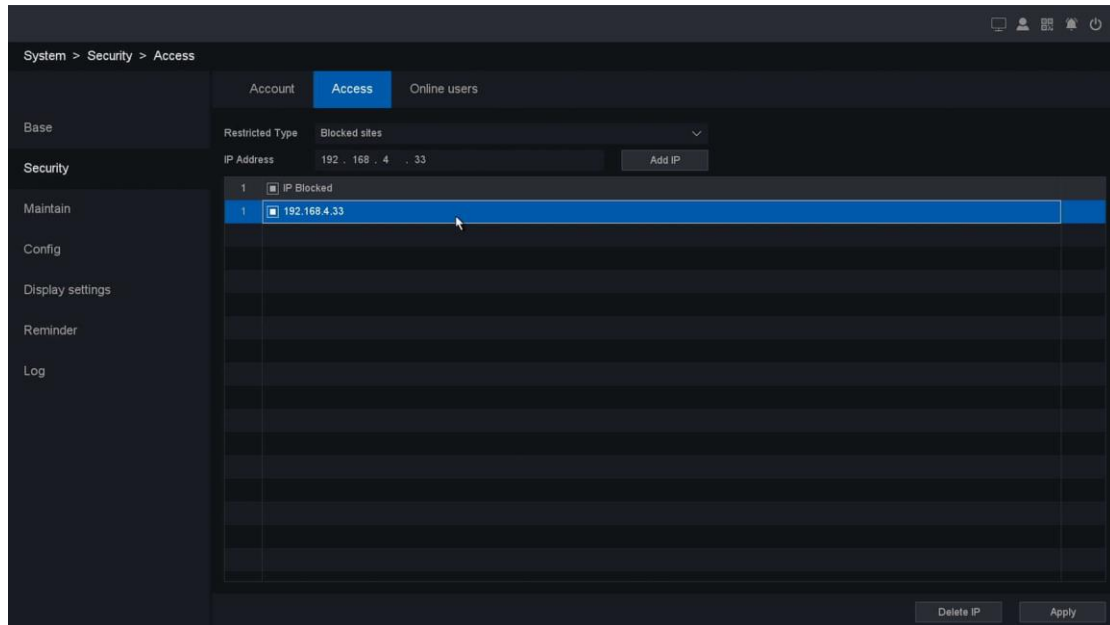 System > Security > Access
Account Access Online users
Base
Restricted Type Blocked sites
IP Address 192 . 168 . 4 . 33 Add IP
Security
1 IP Blocked
1 192.168.4.33
Maintain
Config
Display settings
Reminder
Log
Delete IP Apply